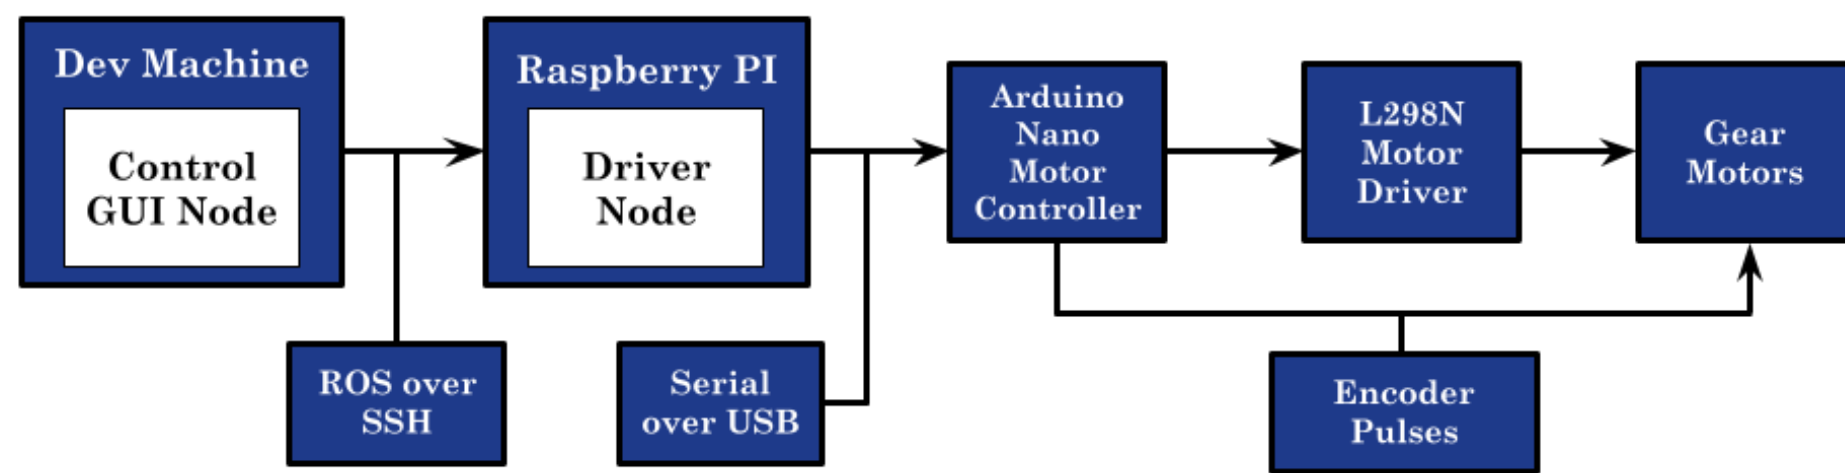 Dev Machine
Control
GUI Node
Raspberry PI
Driver
Node
Arduino
Nano
Motor
Controller
L298N
Motor
Driver
Gear
Motors
ROS over
SSH
Serial
over USB
Encoder
Pulses